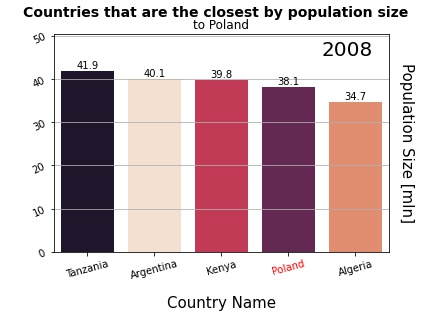 Countries that are the closest by population size
to Poland
2008
50
40
30
20
10
0
41.9
40.1
39.8
38.1
34.7
Tanzania
Argentina
Kenya
Poland
Algeria
Country Name
Population Size [mln]